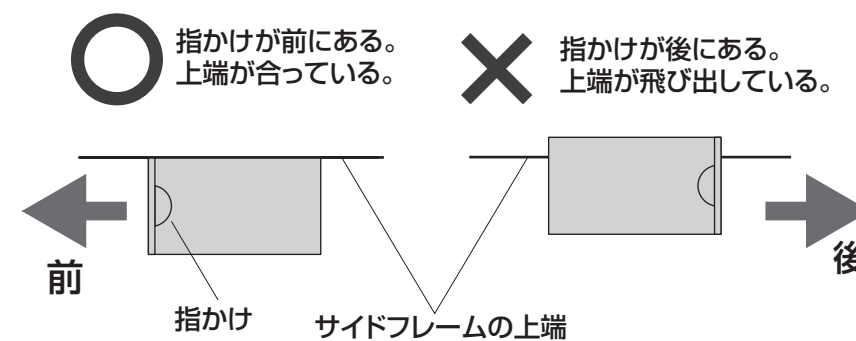 指かけが前にある。
上端が合っている。
指かけが後にある。
上端が飛び出している。
前
後
指かけ
サイドフレームの上端